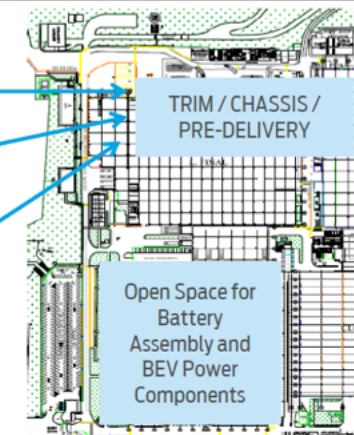 TRIM / CHASSIS /
PRE-DELIVERY
Open Space for
Battery
Assembly and
BEV Power
Components